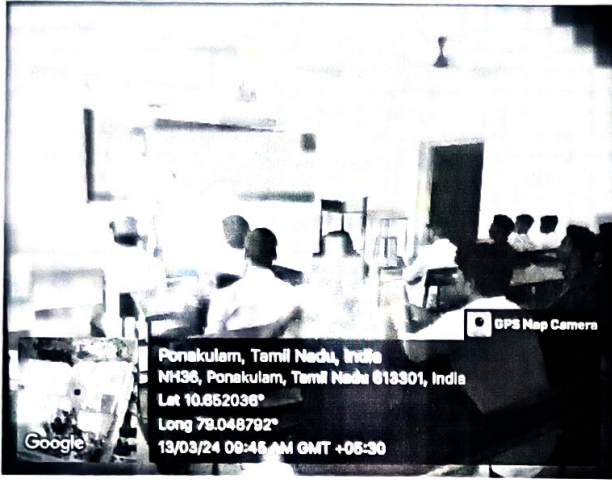 GPS Map Camera
Ponakulam, Tamil Nadu, India
NH36, Ponakulam, Tamil Nadu 613301, India
Lat 10.652036°
Long 79.048792°
13/03/24 09:45 AM GMT +05:30
Google